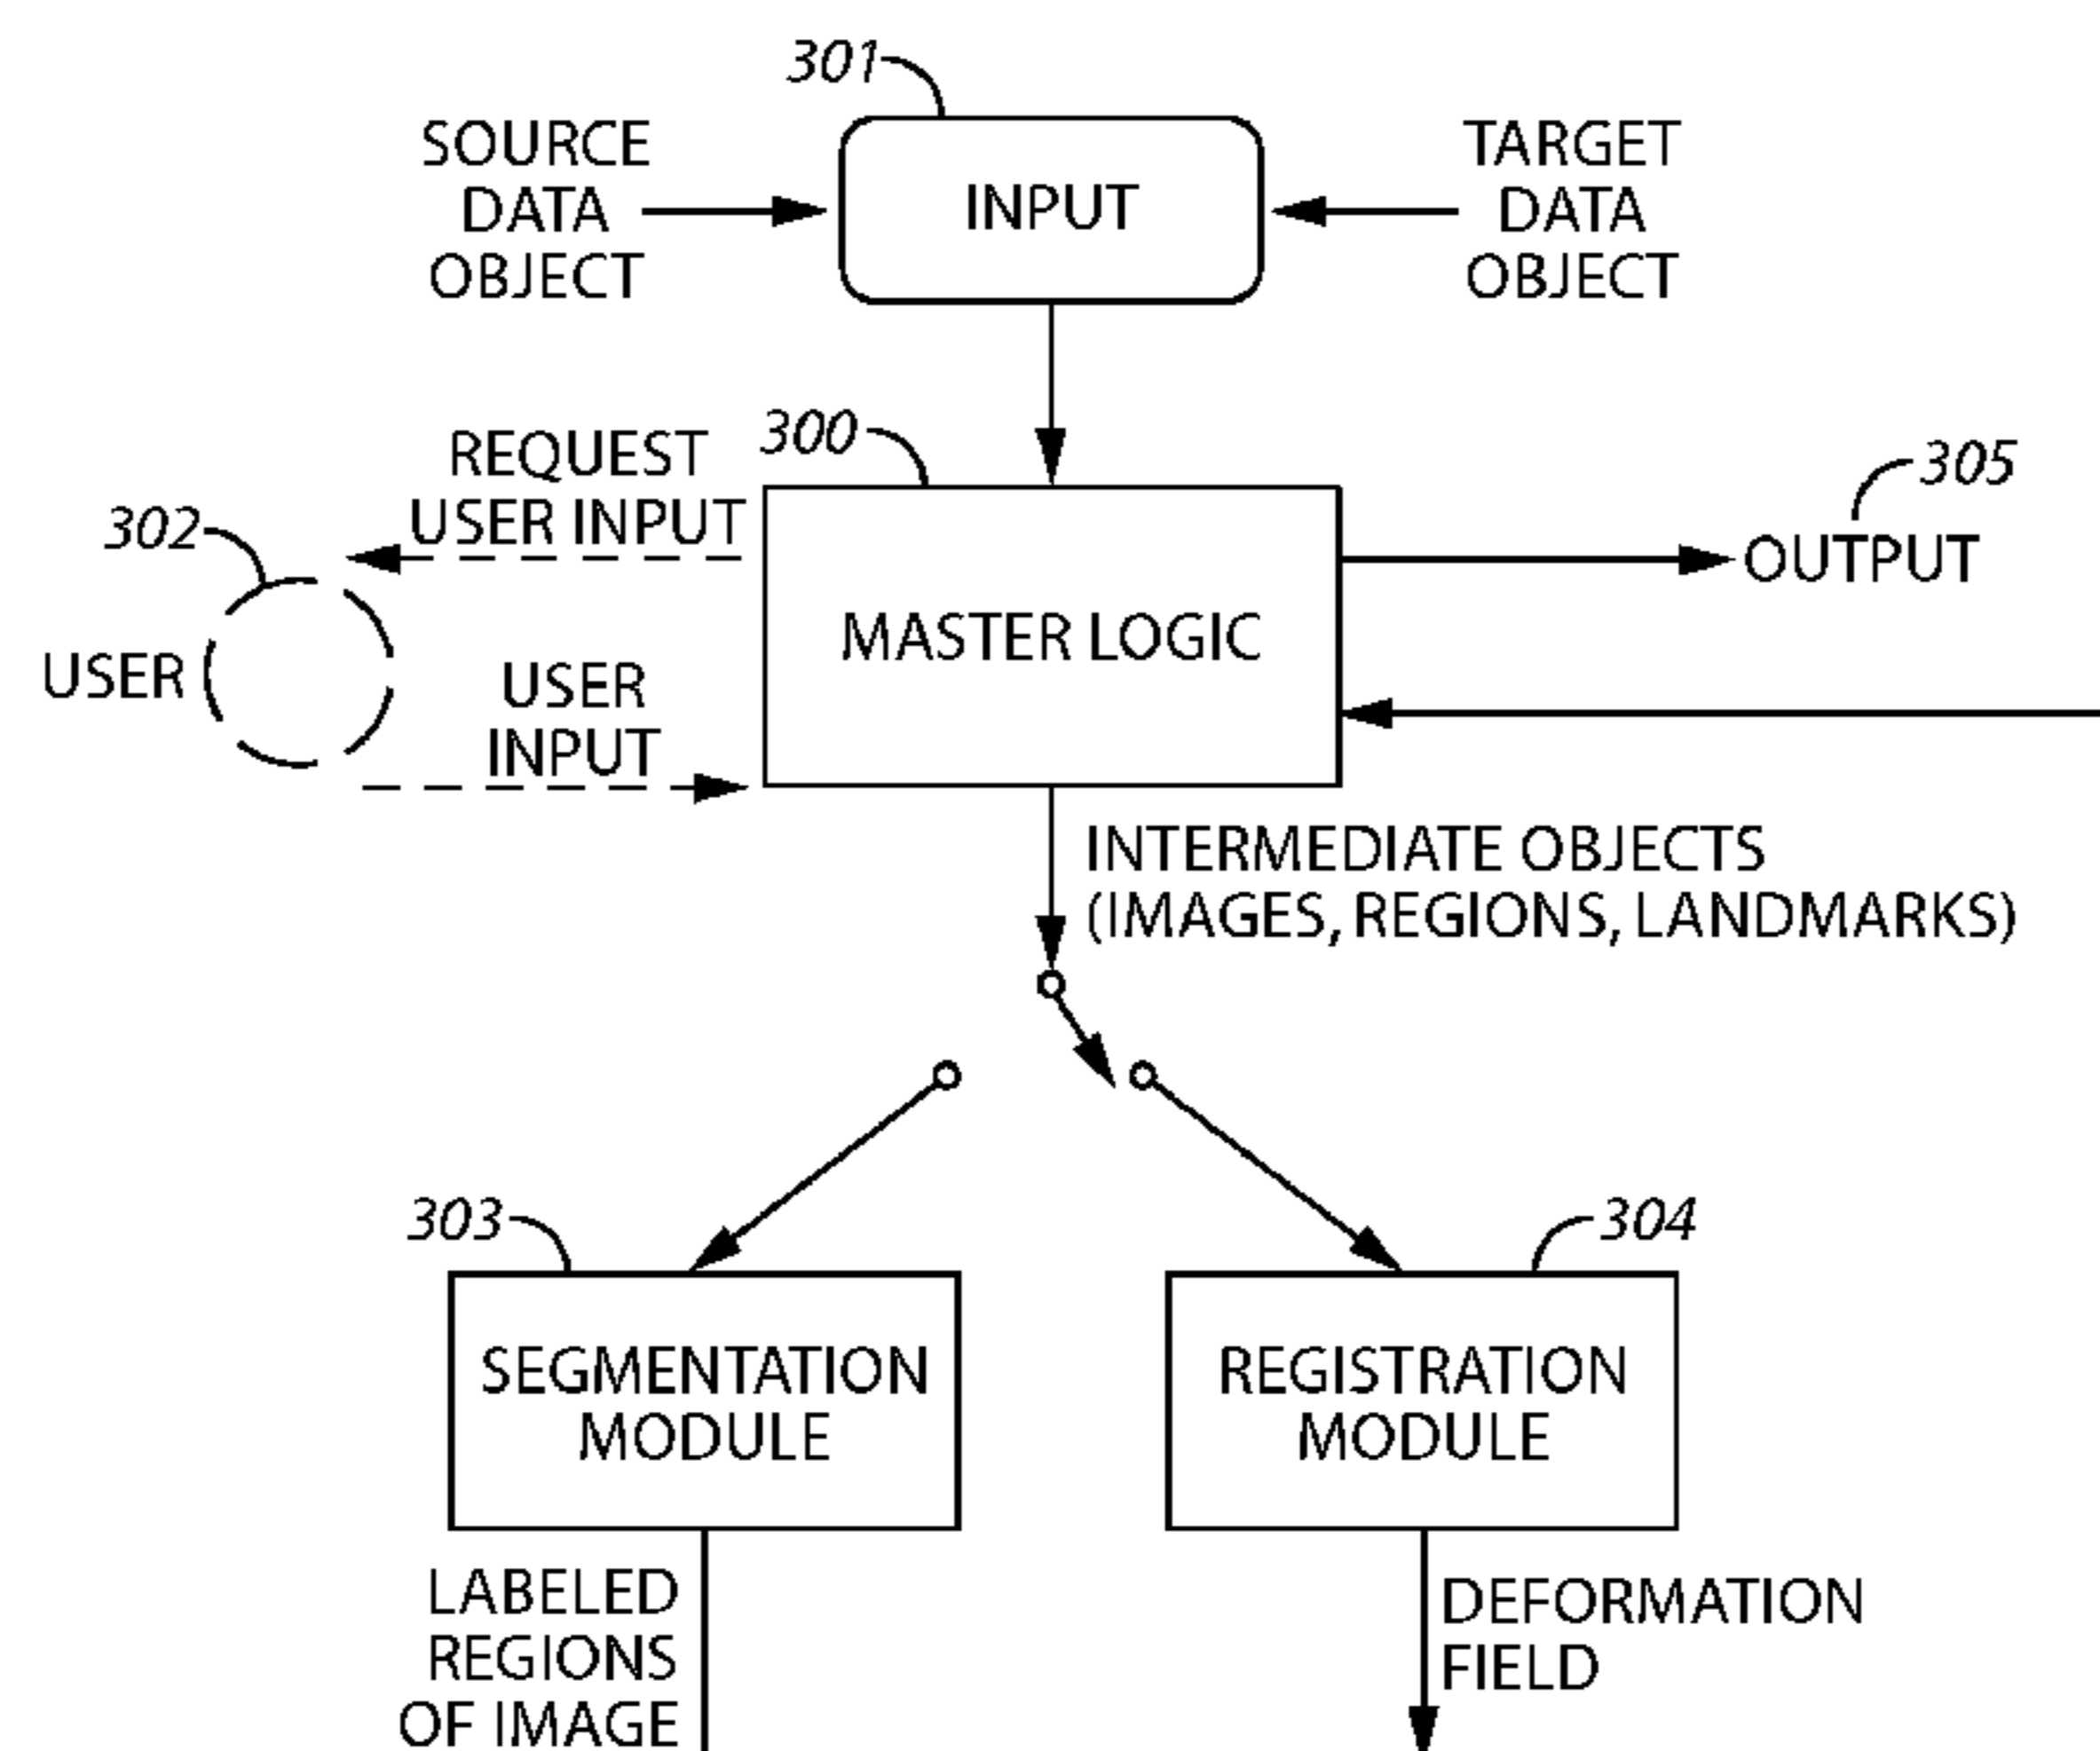 301
SOURCE
DATA
OBJECT
INPUT
TARGET
DATA
OBJECT
300
REQUEST
USER INPUT
305
OUTPUT
302
USER
MASTER LOGIC
USER
INPUT
INTERMEDIATE OBJECTS
(IMAGES, REGIONS, LANDMARKS)
303
304
SEGMENTATION
MODULE
REGISTRATION
MODULE
LABELED
REGIONS
OF IMAGE
DEFORMATION
FIELD